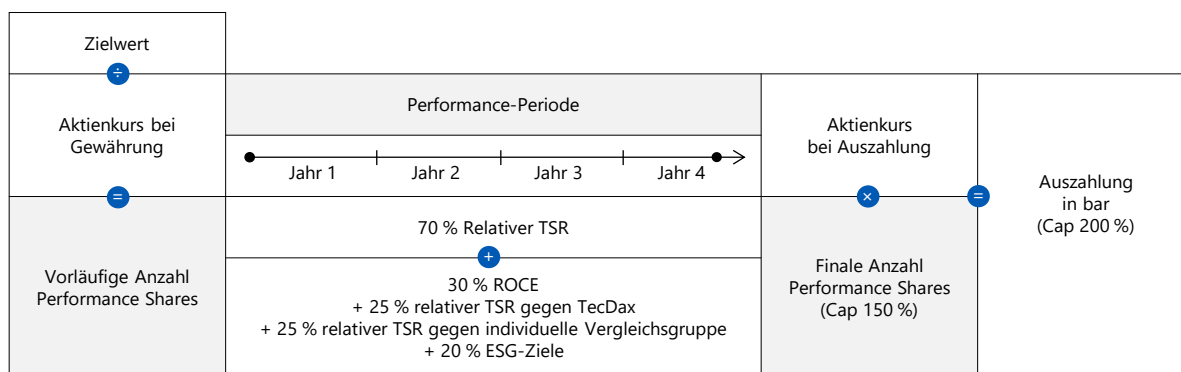 Zielwert
÷
Aktienkurs bei
Gewährung
=
Vorläufige Anzahl
Performance Shares
Performance-Periode
Jahr 1
Jahr 2
Jahr 3
Jahr 4
70 % Relativer TSR
+
30 % ROCE
+ 25 % relativer TSR gegen TecDax
+ 25 % relativer TSR gegen individuelle Vergleichsgruppe
+ 20 % ESG-Ziele
Aktienkurs
bei Auszahlung
×
Finale Anzahl
Performance Shares
(Cap 150 %)
=
Auszahlung
in bar
(Cap 200 %)